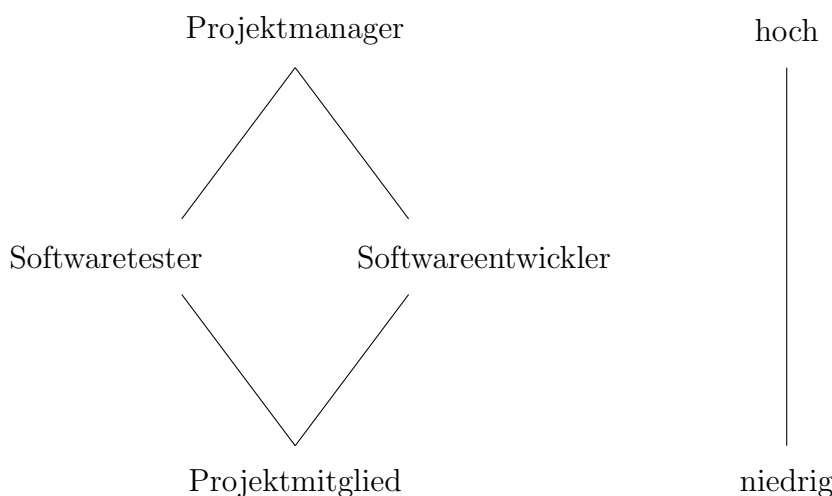 Projektmanager hoch
Softwaretester Softwareentwickler
Projektmitglied niedrig